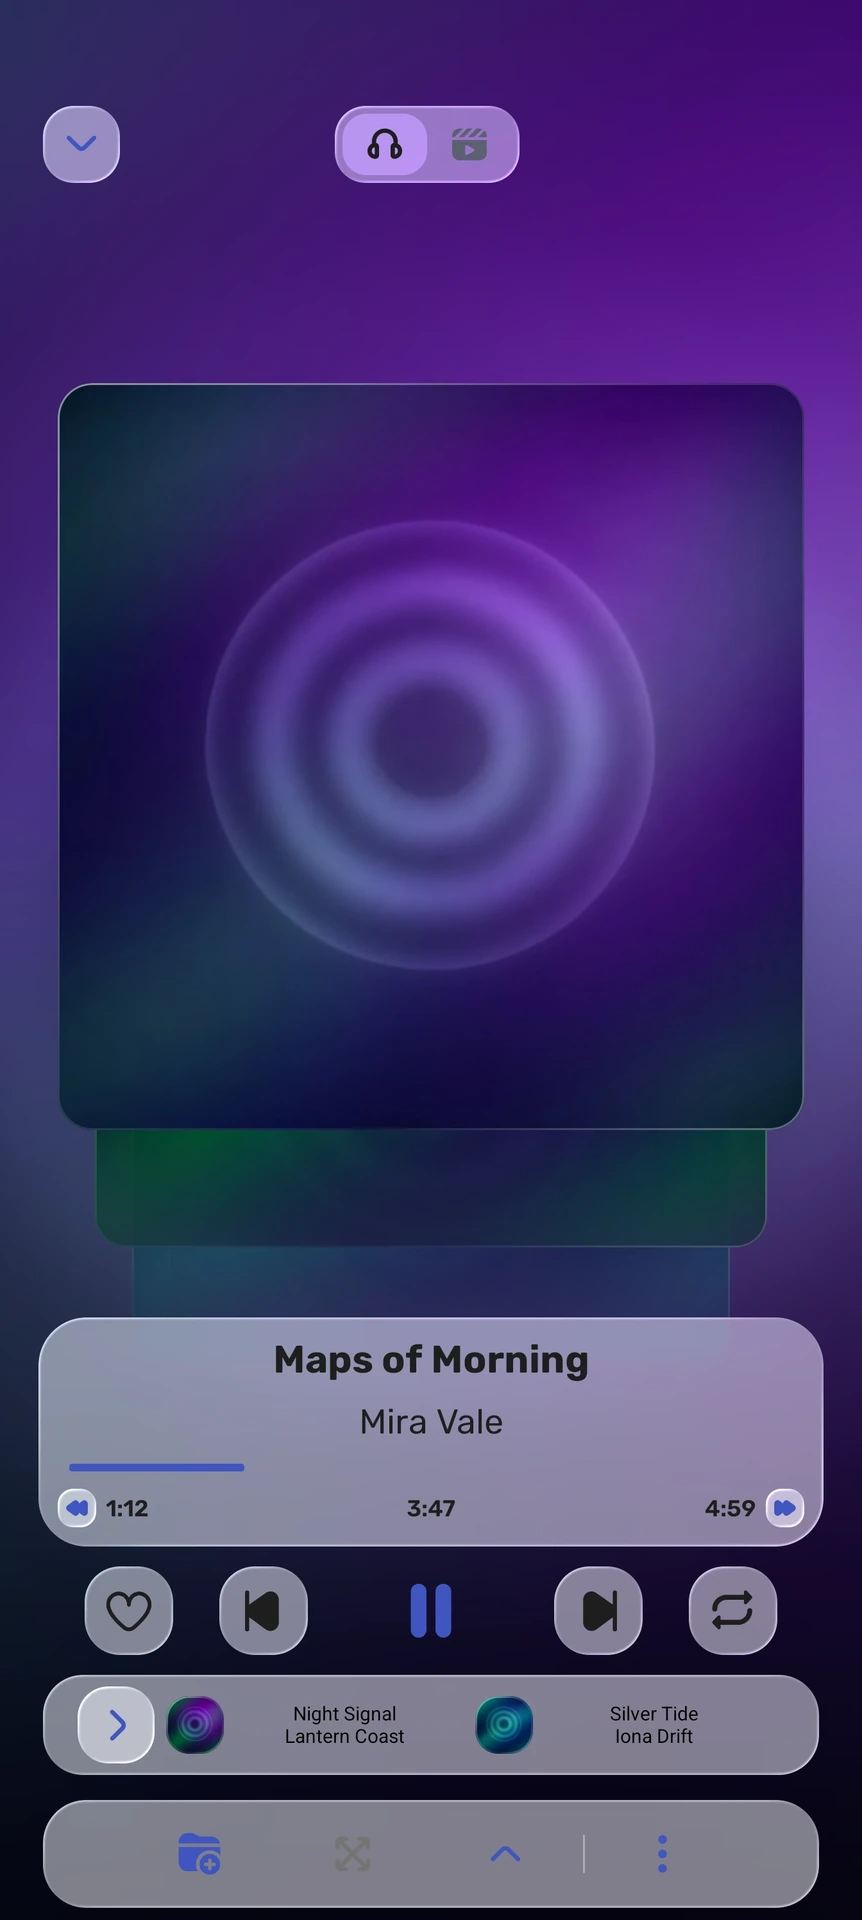 Maps of Morning
Mira Vale
1:12 3:47 4:59
Night Signal
Lantern Coast
Silver Tide
Iona Drift